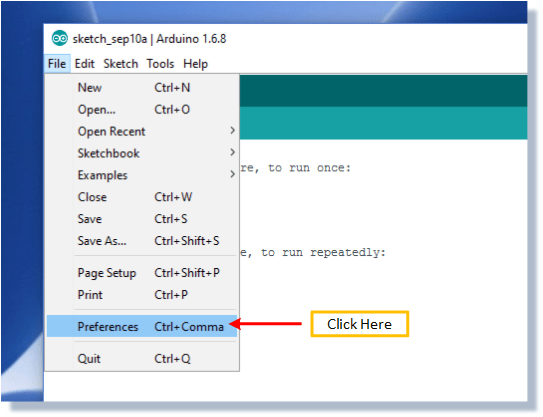 sketch_sep10a | Arduino 1.6.8
File Edit Sketch Tools Help
New Ctrl+N
Open... Ctrl+O
Open Recent >
Sketchbook >
Examples >
Close Ctrl+W
Save Ctrl+S
Save As... Ctrl+Shift+S
Page Setup Ctrl+Shift+P
Print Ctrl+P
Preferences Ctrl+Comma
Quit Ctrl+Q
re, to run once:
e, to run repeatedly:
Click Here